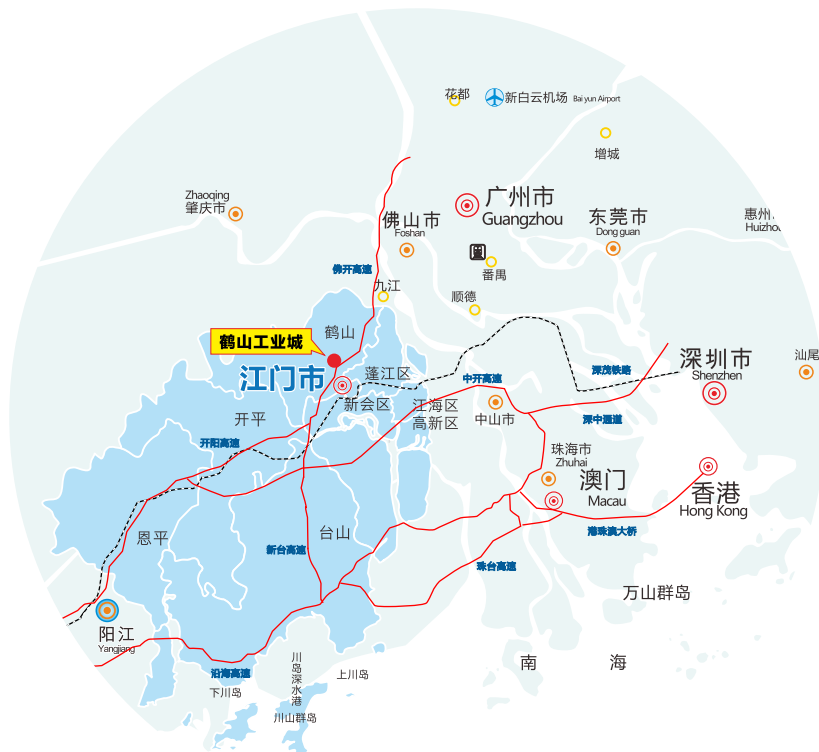 花都
新白云机场 Bai yun Airport
增城
Zhaoqing
肇庆市
广州市
Guangzhou
佛山市
Foshan
东莞市
Dong guan
惠州
Huizhou
番禺
佛开高速
九江
顺德
鹤山
鹤山工业城
江门市
蓬江区
中开高速
深茂铁路
深圳市
Shenzhen
汕尾
新会区
江海区
高新区
中山市
深中通道
开平
开阳高速
珠海市
Zhuhai
澳门
Macau
香港
Hong Kong
港珠澳大桥
恩平
新台高速
台山
珠台高速
万山群岛
阳江
Yangjiang
南海
沿海高速
川岛深水港
上川岛
下川岛
川山群岛